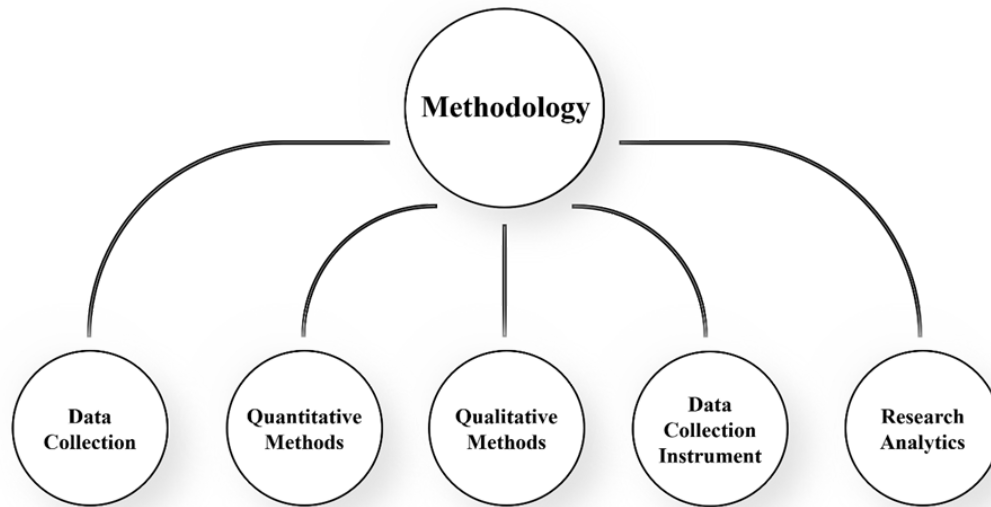 Methodology
Data
Collection
Quantitative
Methods
Qualitative
Methods
Data
Collection
Instrument
Research
Analytics